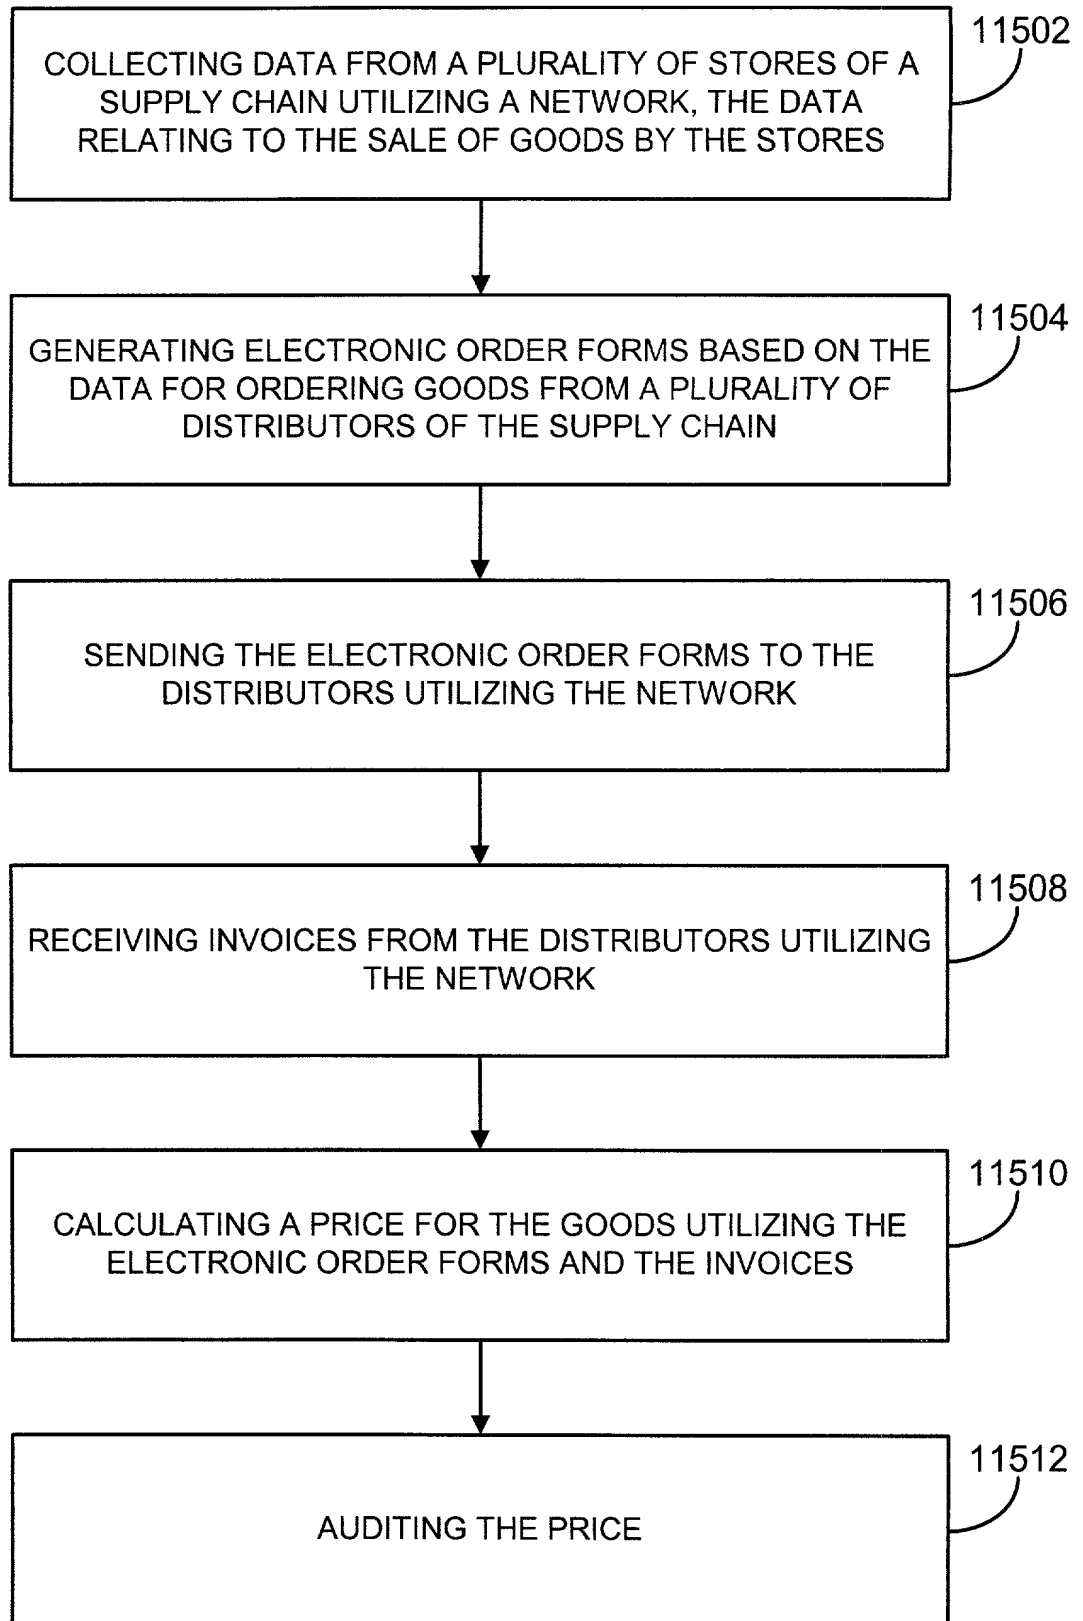 11502
COLLECTING DATA FROM A PLURALITY OF STORES OF A
SUPPLY CHAIN UTILIZING A NETWORK, THE DATA
RELATING TO THE SALE OF GOODS BY THE STORES
11504
GENERATING ELECTRONIC ORDER FORMS BASED ON THE
DATA FOR ORDERING GOODS FROM A PLURALITY OF
DISTRIBUTORS OF THE SUPPLY CHAIN
11506
SENDING THE ELECTRONIC ORDER FORMS TO THE
DISTRIBUTORS UTILIZING THE NETWORK
11508
RECEIVING INVOICES FROM THE DISTRIBUTORS UTILIZING
THE NETWORK
11510
CALCULATING A PRICE FOR THE GOODS UTILIZING THE
ELECTRONIC ORDER FORMS AND THE INVOICES
11512
AUDITING THE PRICE